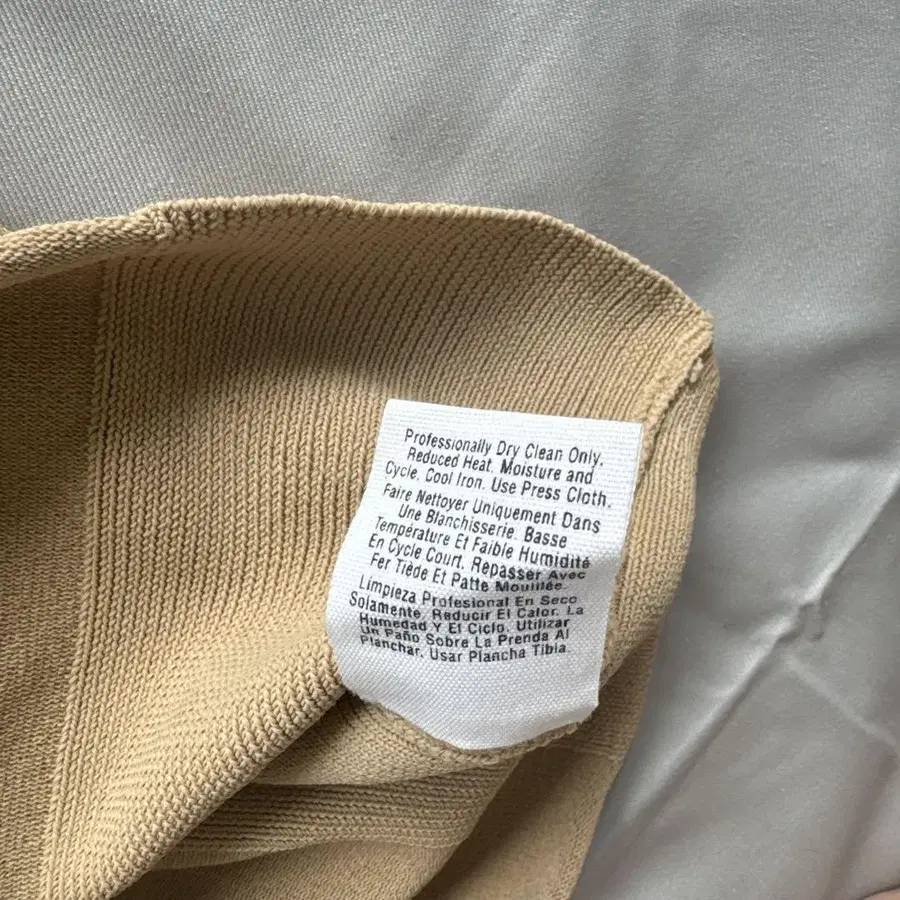 Professionally Dry Clean Only.
Reduced Heat, Moisture and
Cycle. Cool Iron. Use Press Cloth.
Faire Nettoyer Uniquement Dans
Une Blanchisserie. Basse
Température Et Faible Humidité
En Cycle Court. Repasser Avec
Fer Tiède Et Patte Mouillée.
Limpieza Profesional En Seco
Solamente. Reducir El Calor, La
Humedad Y El Ciclo. Utilizar
Un Paño Sobre La Prenda Al
Planchar. Usar Plancha Tibia.